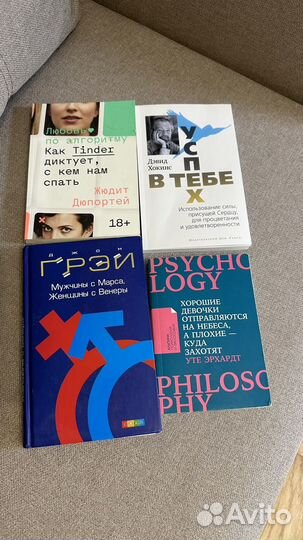 Любовь по алгоритму
Как Tinder
диктует,
с кем нам
спать
Жюдит
Дюпортей
18+
Дэвид
Хокинс
УСПЕХ
В ТЕБЕ
Использование силы,
присущей Сердцу, для
процветания
и удовлетворенности
ДЖОН
ГРЭЙ
Мужчины с Марса,
Женщины с Венеры
PSYCHO
LOGY
ХОРОШИЕ
ДЕВОЧКИ
ОТПРАВЛЯЮТСЯ
НА НЕБЕСА,
А ПЛОХИЕ —
КУДА
ЗАХОТЯТ
УТЕ ЭРХАРДТ
PHILOSO
PHY
Avito